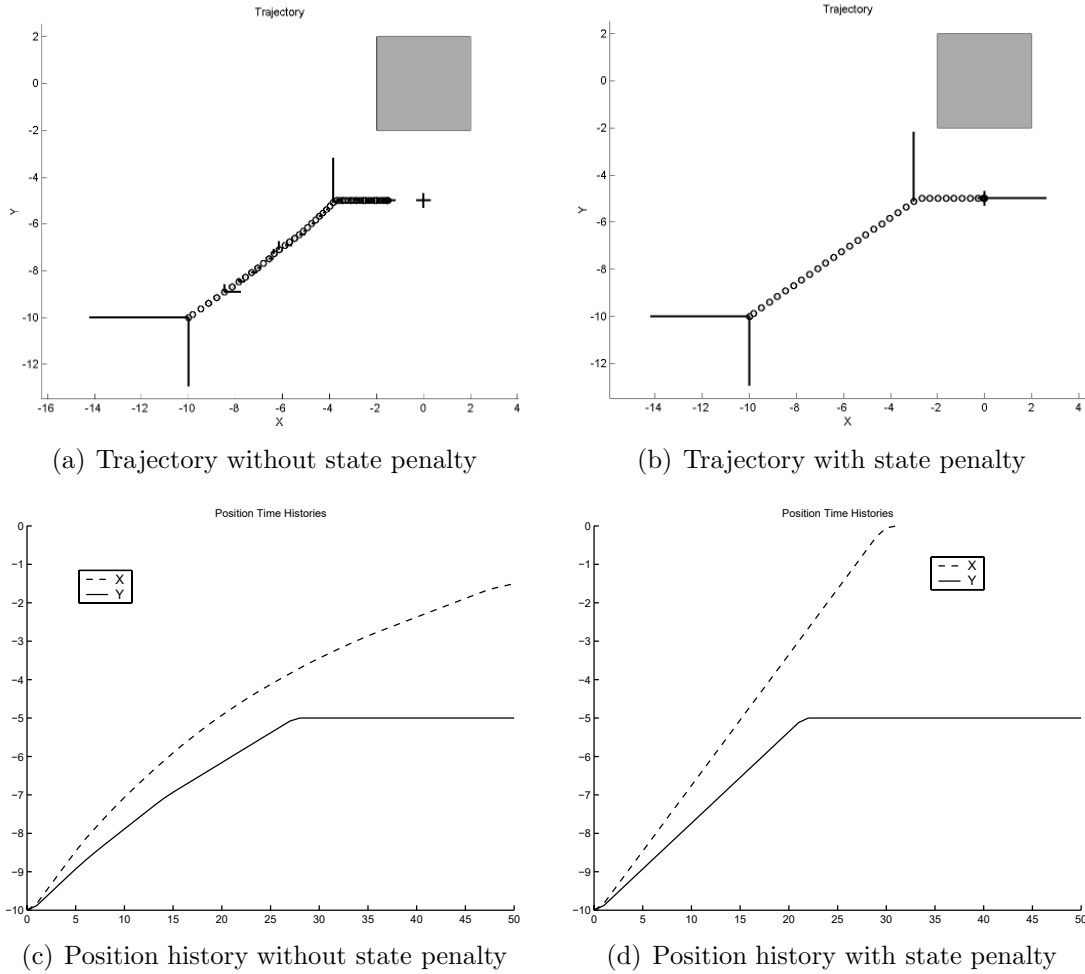 Trajectory
2
0
-2
-4
-6
-8
-10
-12
Y
-16 -14 -12 -10 -8 -6 -4 -2 0 2 4
X
(a) Trajectory without state penalty
Trajectory
2
0
-2
-4
-6
-8
-10
-12
Y
-14 -12 -10 -8 -6 -4 -2 0 2 4
X
(b) Trajectory with state penalty
Position Time Histories
0
−1
−2
−3
−4
−5
−6
−7
−8
−9
−10
X
Y
0 5 10 15 20 25 30 35 40 45 50
(c) Position history without state penalty
Position Time Histories
0
−1
−2
−3
−4
−5
−6
−7
−8
−9
−10
X
Y
0 5 10 15 20 25 30 35 40 45 50
(d) Position history with state penalty